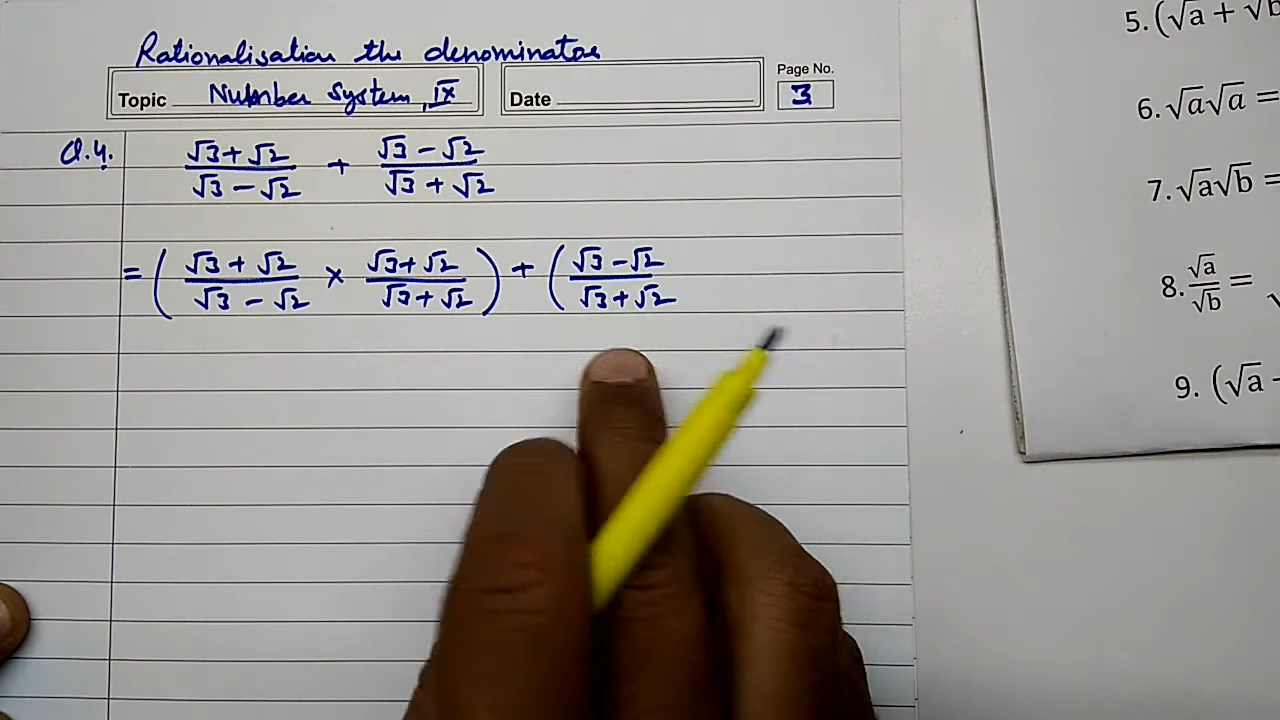 Rationalisation the denominator
Topic Number System, IX
Date
Page No.
3
Q.4. (√3+√2)/(√3−√2) + (√3−√2)/(√3+√2)
= ( (√3+√2)/(√3−√2) × (√3+√2)/(√3+√2) ) + ( (√3−√2)/(√3+√2)
5. (√a + √b
6. √a√a =
7. √a√b =
8. √a/√b =
9. (√a